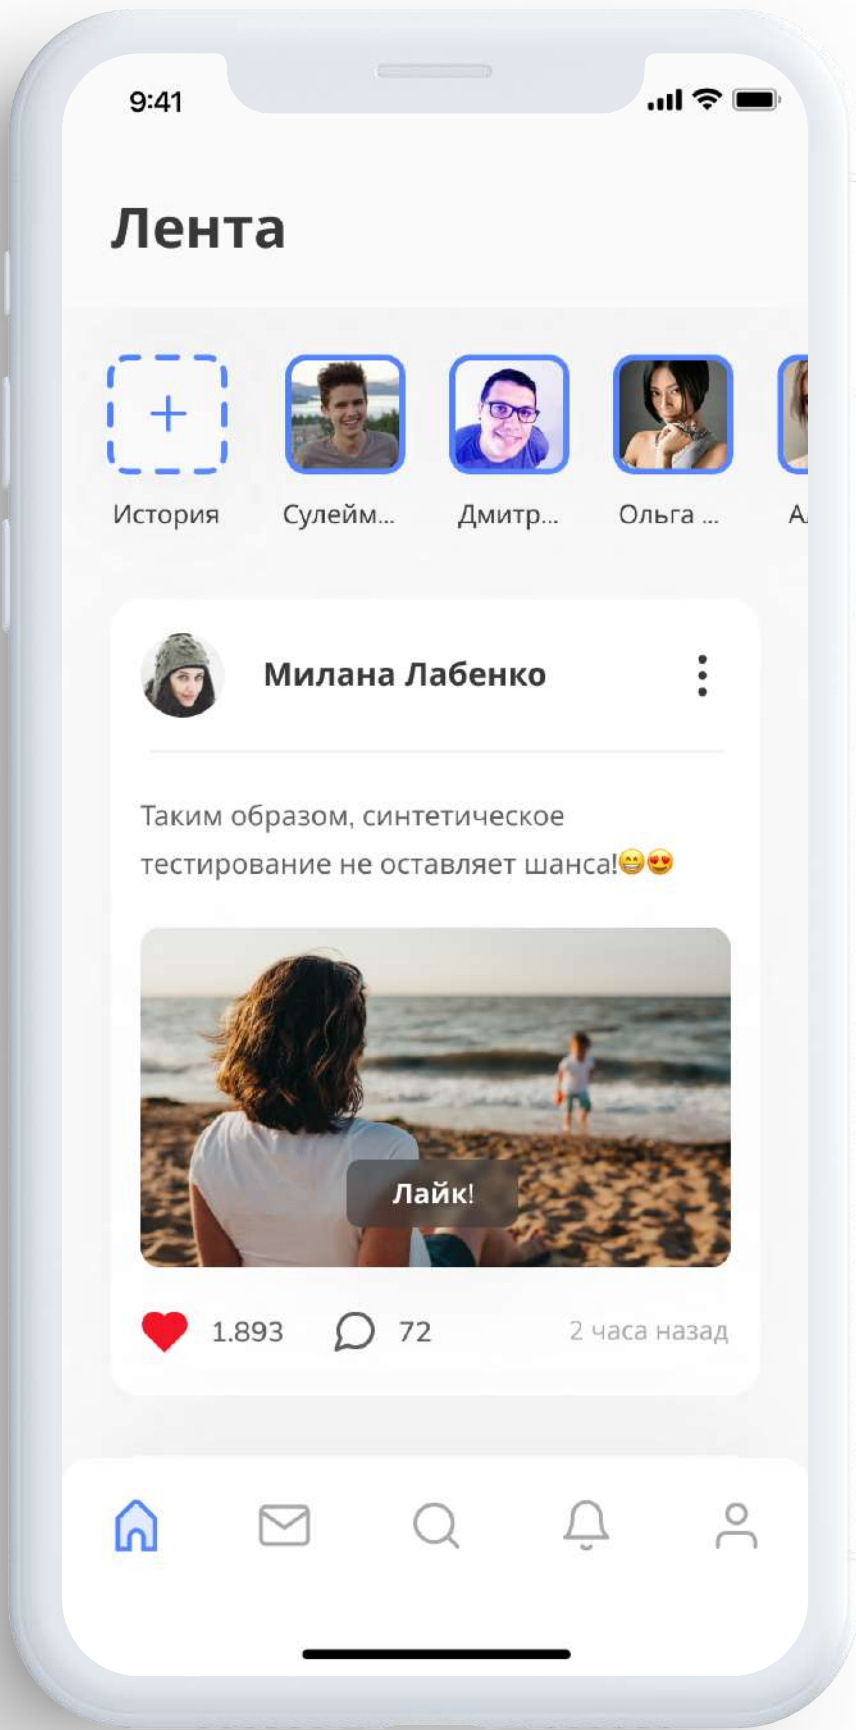 9:41
Лента
История
Сулейм...
Дмитр...
Ольга ...
Милана Лабенко
Таким образом, синтетическое
тестирование не оставляет шанса!😁😍
Лайк!
1.893
72
2 часа назад